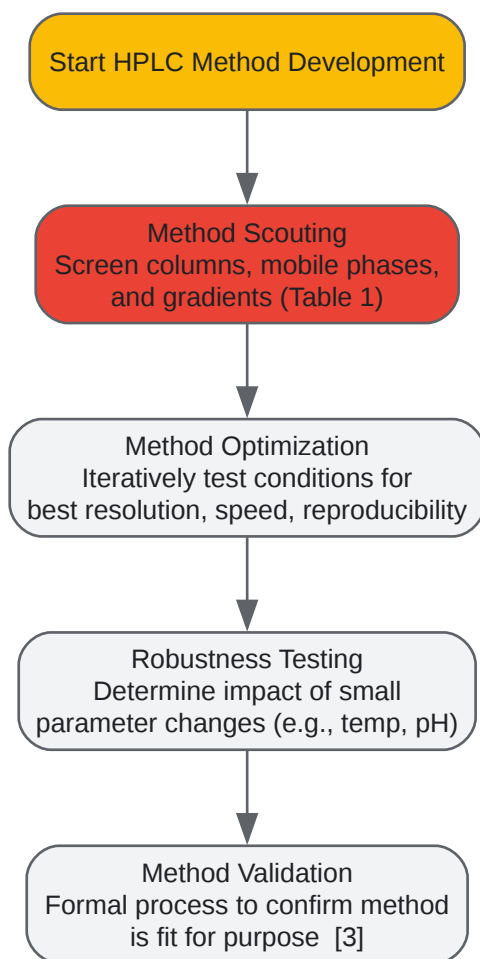 Start HPLC Method Development
Method Scouting
Screen columns, mobile phases,
and gradients (Table 1)
Method Optimization
Iteratively test conditions for
best resolution, speed, reproducibility
Robustness Testing
Determine impact of small
parameter changes (e.g., temp, pH)
Method Validation
Formal process to confirm method
is fit for purpose  [3]